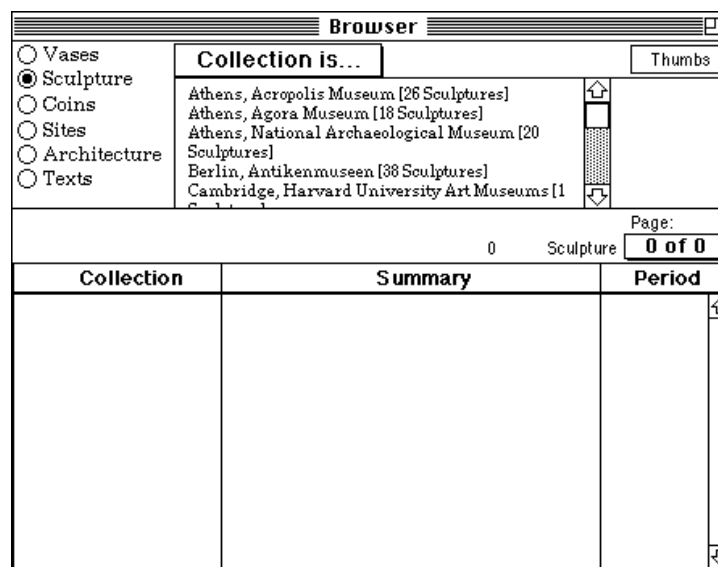 Browser
Vases
Sculpture
Coins
Sites
Architecture
Texts
Collection is...
Thumbs
Athens, Acropolis Museum [26 Sculptures]
Athens, Agora Museum [18 Sculptures]
Athens, National Archaeological Museum [20
Sculptures]
Berlin, Antikenmuseen [38 Sculptures]
Cambridge, Harvard University Art Museums [1
Page:
0 Sculpture 0 of 0
Collection Summary Period